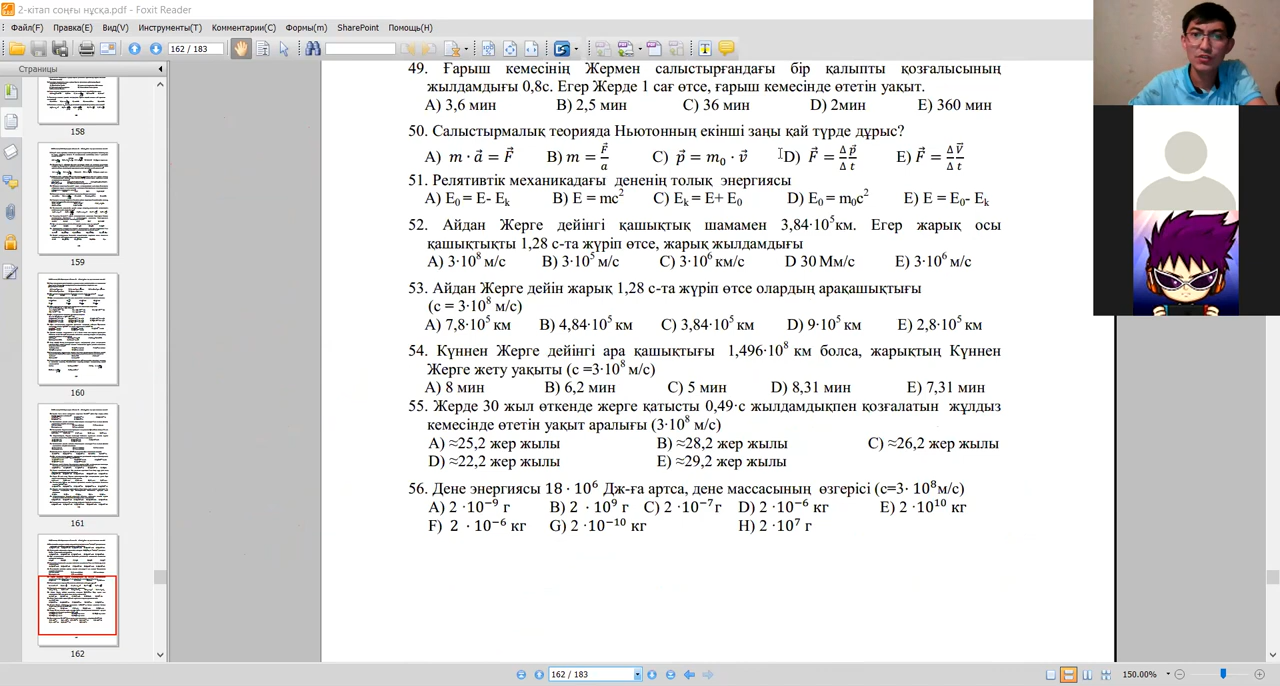 2-кітап соңғы нұсқа.pdf - Foxit Reader
Файл(F) Правка(E) Вид(V) Инструменты(T) Комментарии(C) Формы(m) SharePoint Помощь(H)
162 / 183
Страницы
158
159
160
161
162
49. Ғарыш кемесінің Жермен салыстырғандағы бір қалыпты қозғалысының
жылдамдығы 0,8с. Егер Жерде 1 сағ өтсе, ғарыш кемесінде өтетін уақыт.
A) 3,6 мин B) 2,5 мин C) 36 мин D) 2мин E) 360 мин
50. Салыстырмалық теорияда Ньютонның екінші заңы қай түрде дұрыс?
A) m · a⃗ = F⃗ B) m = F⃗/a C) p⃗ = m₀ · v⃗ D) F⃗ = Δp⃗/Δt E) F⃗ = ΔV⃗/Δt
51. Релятивтік механикадағы дененің толық энергиясы
A) E₀ = E- Eₖ B) E = mc² C) Eₖ = E+ E₀ D) E₀ = m₀c² E) E = E₀- Eₖ
52. Айдан Жерге дейінгі қашықтық шамамен 3,84·10⁵км. Егер жарық осы
қашықтықты 1,28 с-та жүріп өтсе, жарық жылдамдығы
A) 3·10⁸ м/с B) 3·10⁵ м/с C) 3·10⁶ км/с D 30 Мм/с E) 3·10⁶ м/с
53. Айдан Жерге дейін жарық 1,28 с-та жүріп өтсе олардың арақашықтығы
(с = 3·10⁸ м/с)
A) 7,8·10⁵ км B) 4,84·10⁵ км C) 3,84·10⁵ км D) 9·10⁵ км E) 2,8·10⁵ км
54. Күннен Жерге дейінгі ара қашықтығы 1,496·10⁸ км болса, жарықтың Күннен
Жерге жету уақыты (с =3·10⁸ м/с)
A) 8 мин B) 6,2 мин C) 5 мин D) 8,31 мин E) 7,31 мин
55. Жерде 30 жыл өткенде жерге қатысты 0,49·с жылдамдықпен қозғалатын жұлдыз
кемесінде өтетін уақыт аралығы (3·10⁸ м/с)
A) ≈25,2 жер жылы B) ≈28,2 жер жылы C) ≈26,2 жер жылы
D) ≈22,2 жер жылы E) ≈29,2 жер жылы
56. Дене энергиясы 18 · 10⁶ Дж-ға артса, дене массасының өзгерісі (с=3· 10⁸м/с)
A) 2 ·10⁻⁹ г B) 2 · 10⁹ г C) 2 ·10⁻⁷г D) 2 ·10⁻⁶ кг E) 2 ·10¹⁰ кг
F) 2 · 10⁻⁶ кг G) 2 ·10⁻¹⁰ кг H) 2 ·10⁷ г
162 / 183
150.00%